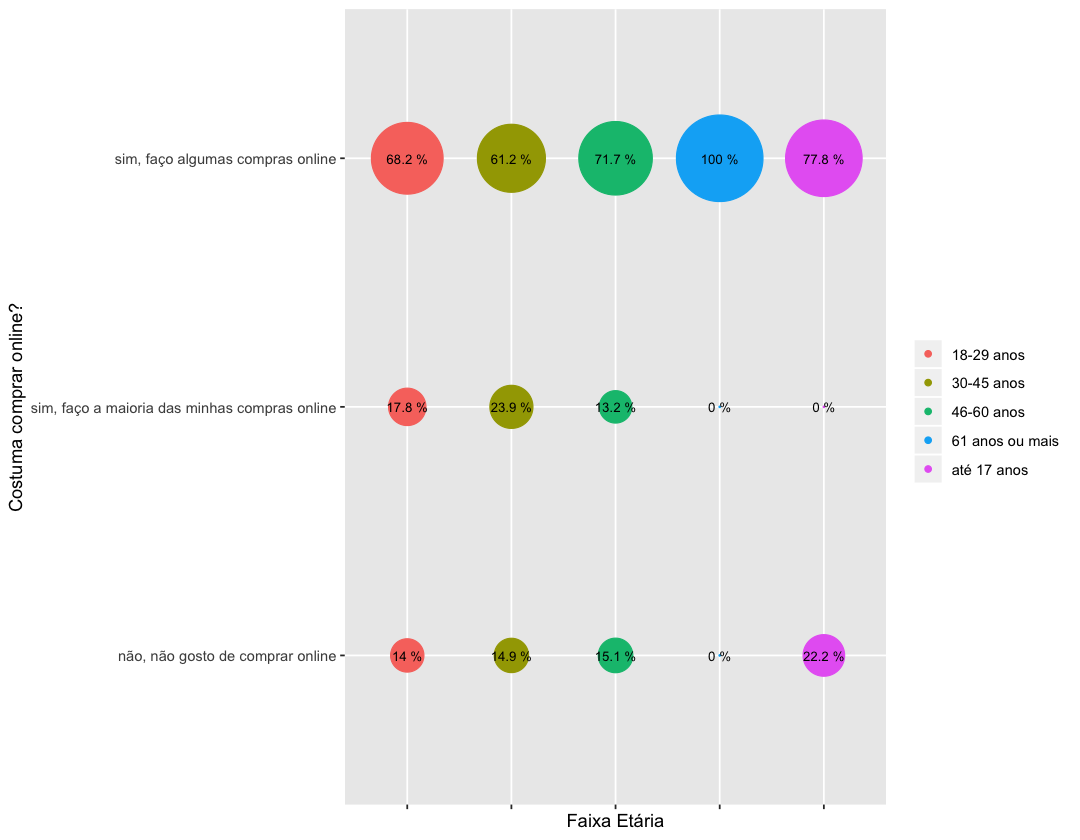 Costuma comprar online?
sim, faço algumas compras online
68.2 %
61.2 %
71.7 %
100 %
77.8 %
sim, faço a maioria das minhas compras online
17.8 %
23.9 %
13.2 %
0 %
0 %
não, não gosto de comprar online
14 %
14.9 %
15.1 %
0 %
22.2 %
Faixa Etária
18-29 anos
30-45 anos
46-60 anos
61 anos ou mais
até 17 anos